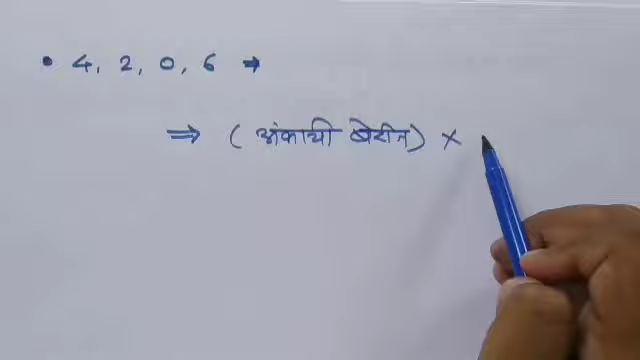 • 4, 2, 0, 6 →
⇒ ( अंकाची बेरीज ) ×